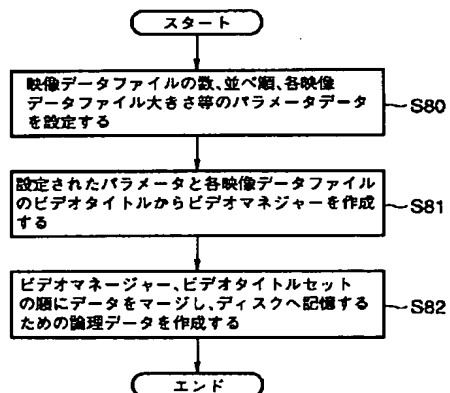 スタート
映像データファイルの数、並べ順、各映像
データファイル大きさ等のパラメータデータ
を設定する
S80
設定されたパラメータと各映像データファイル
のビデオタイトルからビデオマネジャーを作成
する
S81
ビデオマネージャー、ビデオタイトルセット
の順にデータをマージし、ディスクへ記憶する
ための論理データを作成する
S82
エンド